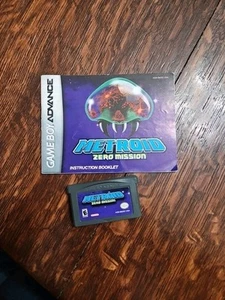 GAME BOY ADVANCE
METROID
ZERO MISSION
INSTRUCTION BOOKLET
METROID
ZERO MISSION
E